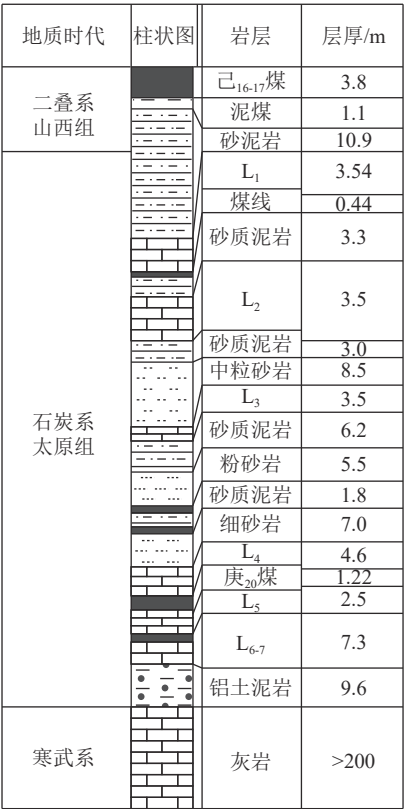 地质时代 柱状图 岩层 层厚/m
二叠系
山西组
己16-17煤 3.8
泥煤 1.1
砂泥岩 10.9
石炭系
太原组
L1 3.54
煤线 0.44
砂质泥岩 3.3
L2 3.5
砂质泥岩 3.0
中粒砂岩 8.5
L3 3.5
砂质泥岩 6.2
粉砂岩 5.5
砂质泥岩 1.8
细砂岩 7.0
L4 4.6
庚20煤 1.22
L5 2.5
L6-7 7.3
铝土泥岩 9.6
寒武系 灰岩 >200